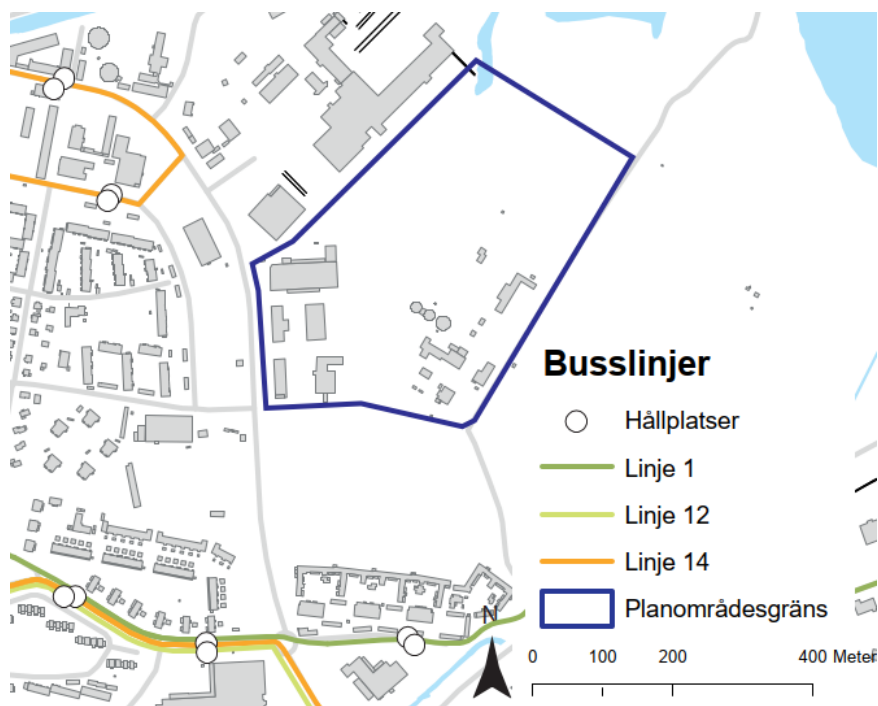 Busslinjer
Hållplatser
Linje 1
Linje 12
Linje 14
Planområdesgräns
N
0 100 200 400 Meter